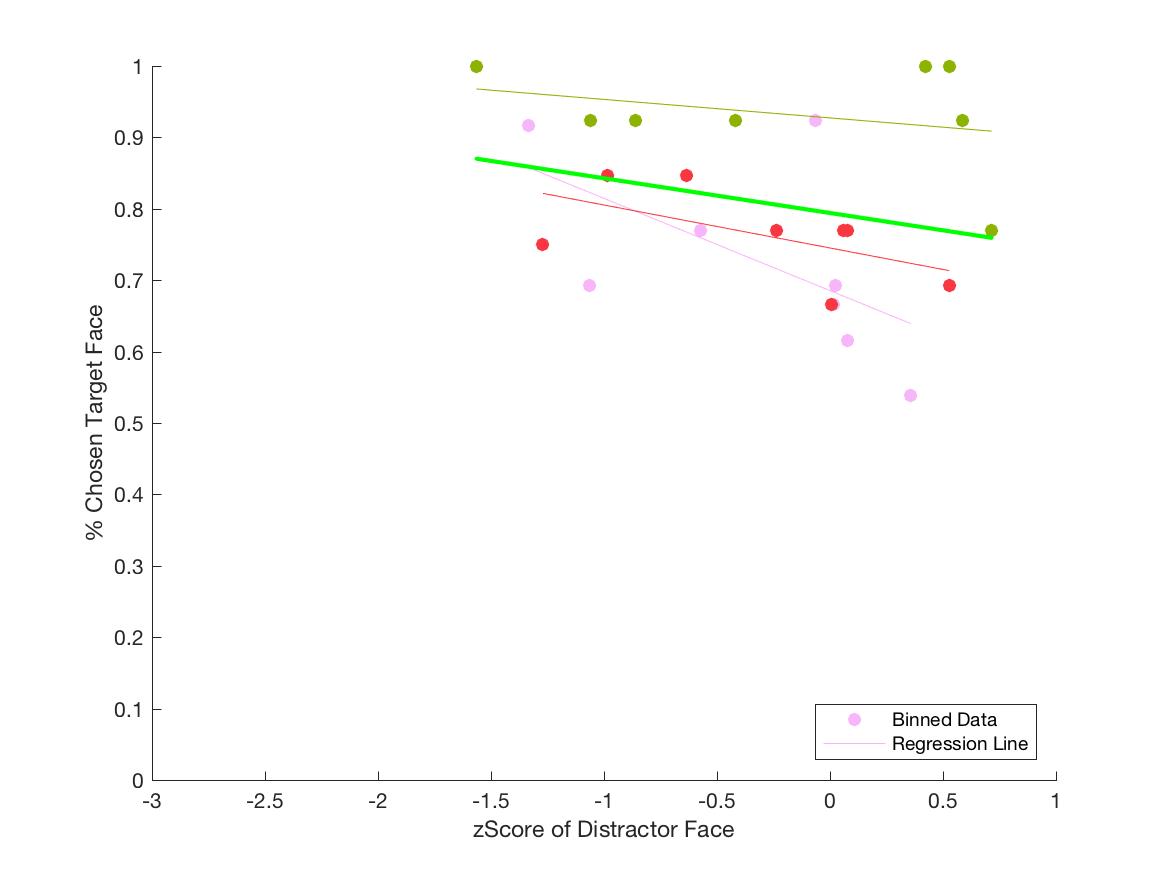 1
0.9
0.8
0.7
0.6
0.5
0.4
0.3
0.2
0.1
0
% Chosen Target Face
-3 -2.5 -2 -1.5 -1 -0.5 0 0.5 1
zScore of Distractor Face
Binned Data
Regression Line